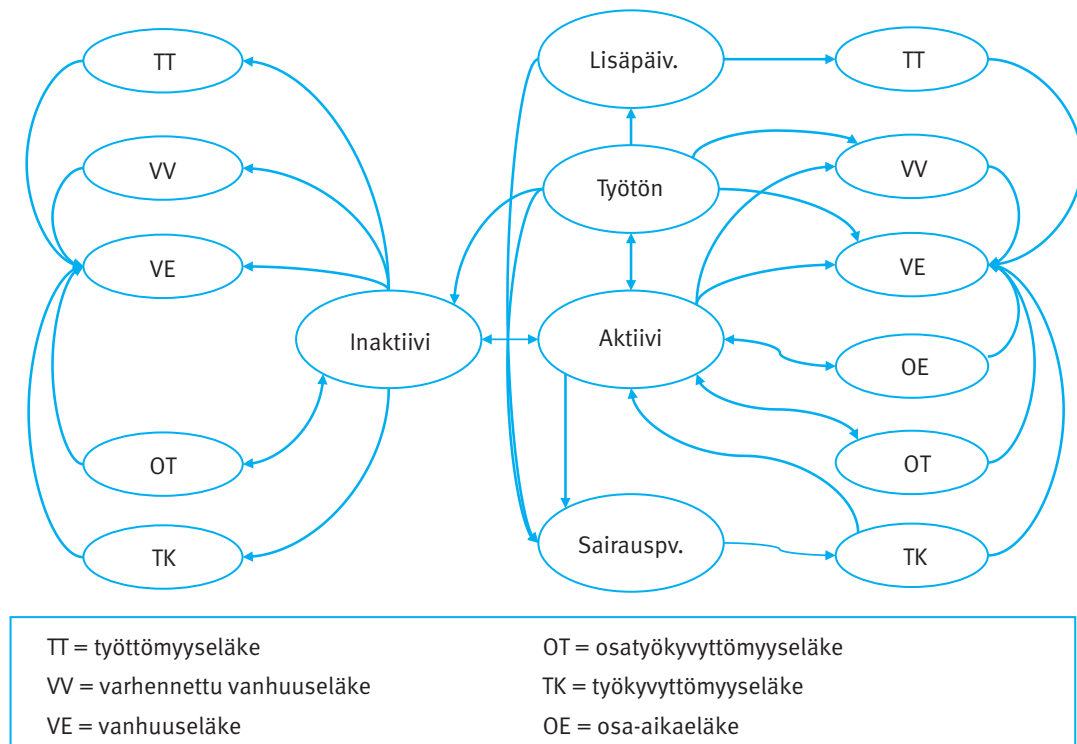 TT
Lisäpäiv.
TT
VV
Työtön
VV
VE
VE
Inaktiivi
Aktiivi
OE
OT
OT
TK
Sairauspv.
TK
TT = työttömyyseläke
OT = osatyökyvyttömyyseläke
VV = varhennettu vanhuuseläke
TK = työkyvyttömyyseläke
VE = vanhuuseläke
OE = osa-aikaeläke